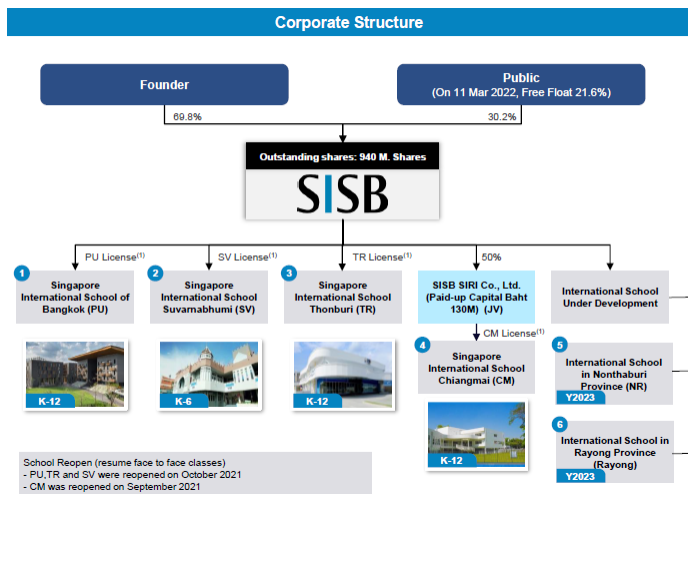 Corporate Structure
Founder
Public
(On 11 Mar 2022, Free Float 21.6%)
69.8%
30.2%
Outstanding shares: 940 M. Shares
SISB
PU License(1)
SV License(1)
TR License(1)
50%
1
Singapore
International School of
Bangkok (PU)
2
Singapore
International School
Suvarnabhumi (SV)
3
Singapore
International School
Thonburi (TR)
SISB SIRI Co., Ltd.
(Paid-up Capital Baht
130M) (JV)
International School
Under Development
CM License(1)
K-12
K-6
K-12
4
Singapore
International School
Chiangmai (CM)
K-12
5
International School
in Nonthaburi
Province (NR)
Y2023
6
International School in
Rayong Province
(Rayong)
Y2023
School Reopen (resume face to face classes)
- PU,TR and SV were reopened on October 2021
- CM was reopened on September 2021